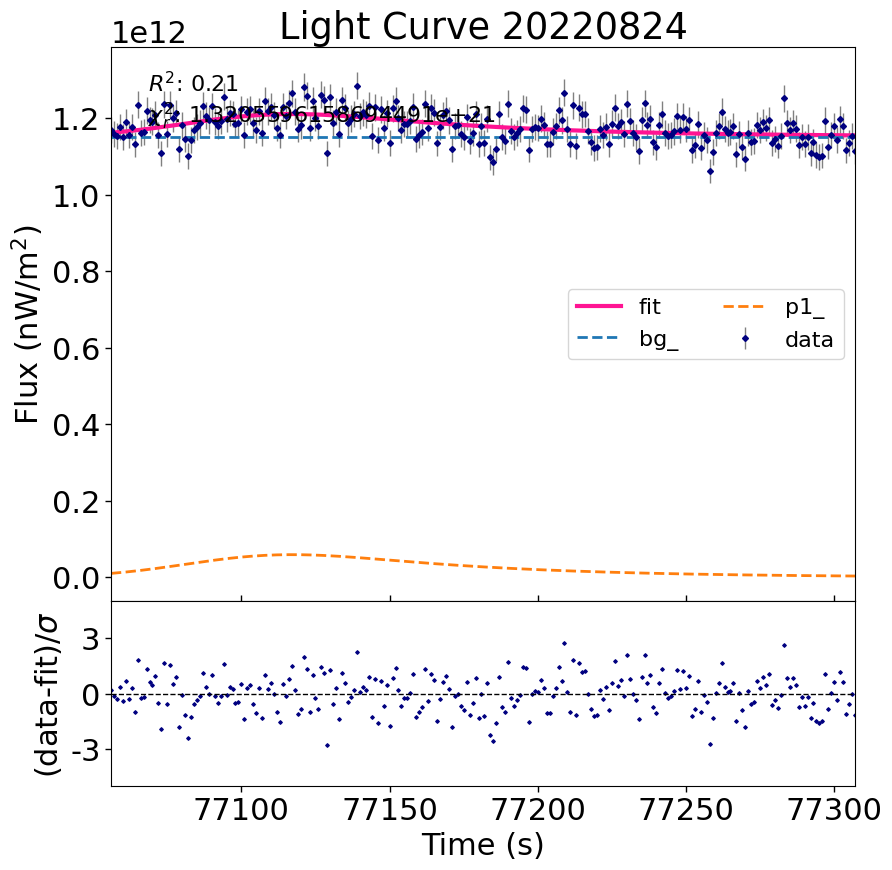 Light Curve 20220824
1e12
R²: 0.21
χ²:
1.2
1.0
0.8
0.6
0.4
0.2
0.0
Flux (nW/m²)
fit
bg_
p1_
data
3
0
-3
(data-fit)/σ
77100 77150 77200 77250 77300
Time (s)